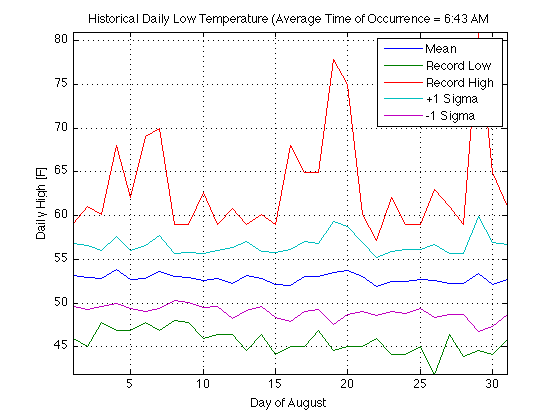 Historical Daily Low Temperature (Average Time of Occurrence = 6:43 AM
80
75
70
65
60
55
50
45
Daily High [F]
Mean
Record Low
Record High
+1 Sigma
-1 Sigma
5
10
15
20
25
30
Day of August